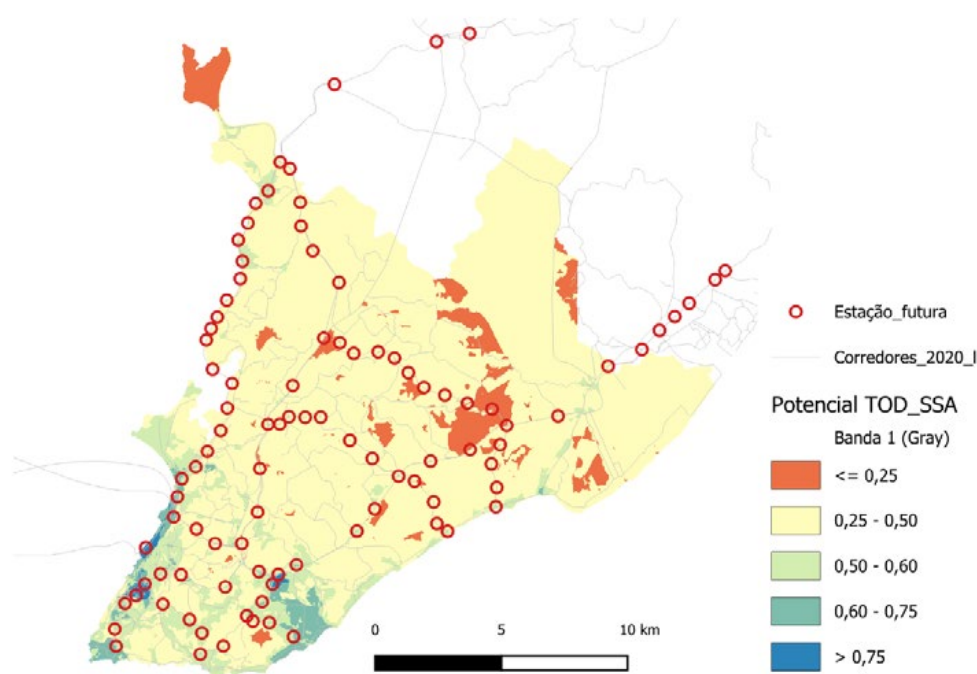 Estação_futura
Corredores_2020_l
Potencial TOD_SSA
Banda 1 (Gray)
<= 0,25
0,25 - 0,50
0,50 - 0,60
0,60 - 0,75
> 0,75
0 5 10 km